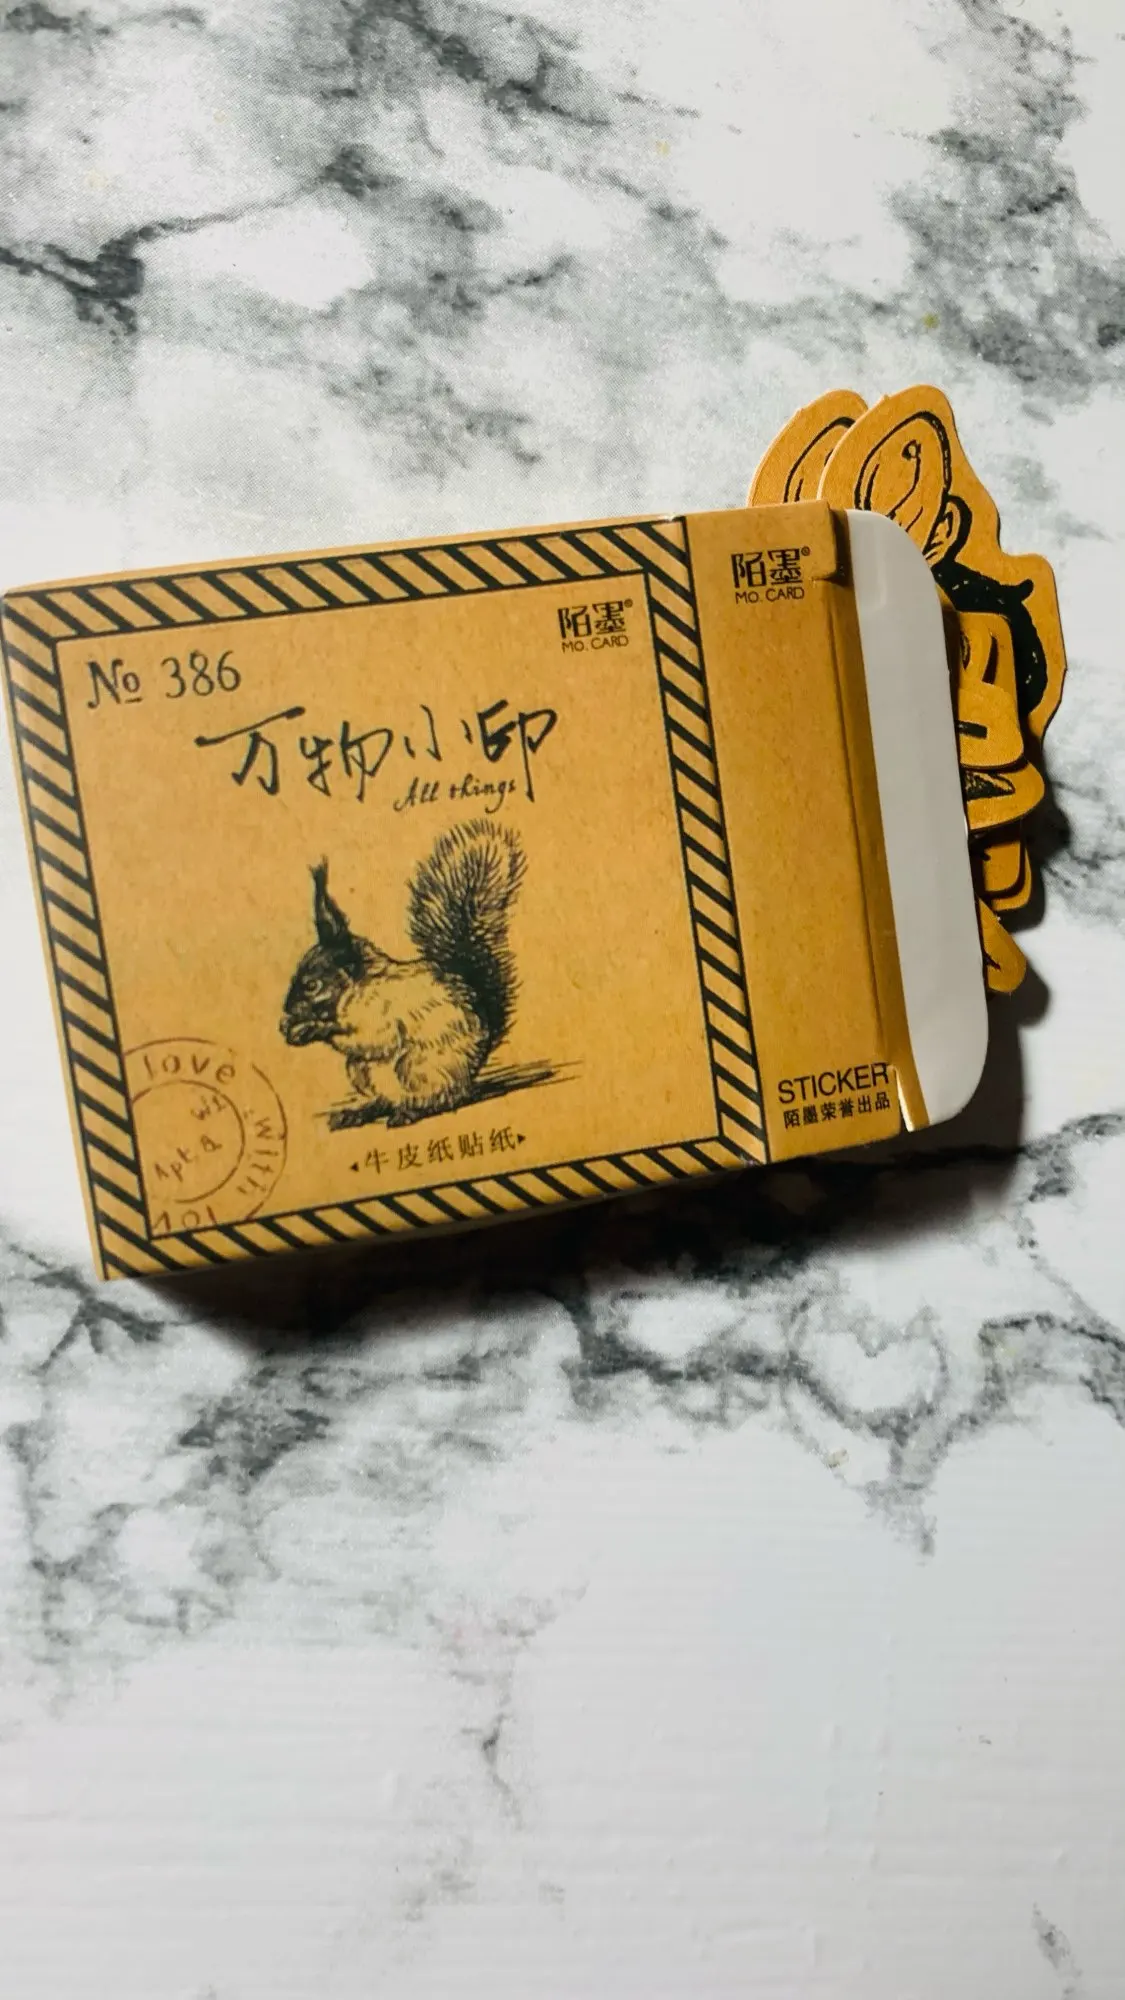 No 386
陌墨®
MO. CARD
万物小印
All things
love
with
Apt. B
◂牛皮纸贴纸▸
陌墨®
MO. CARD
STICKER
陌墨荣誉出品